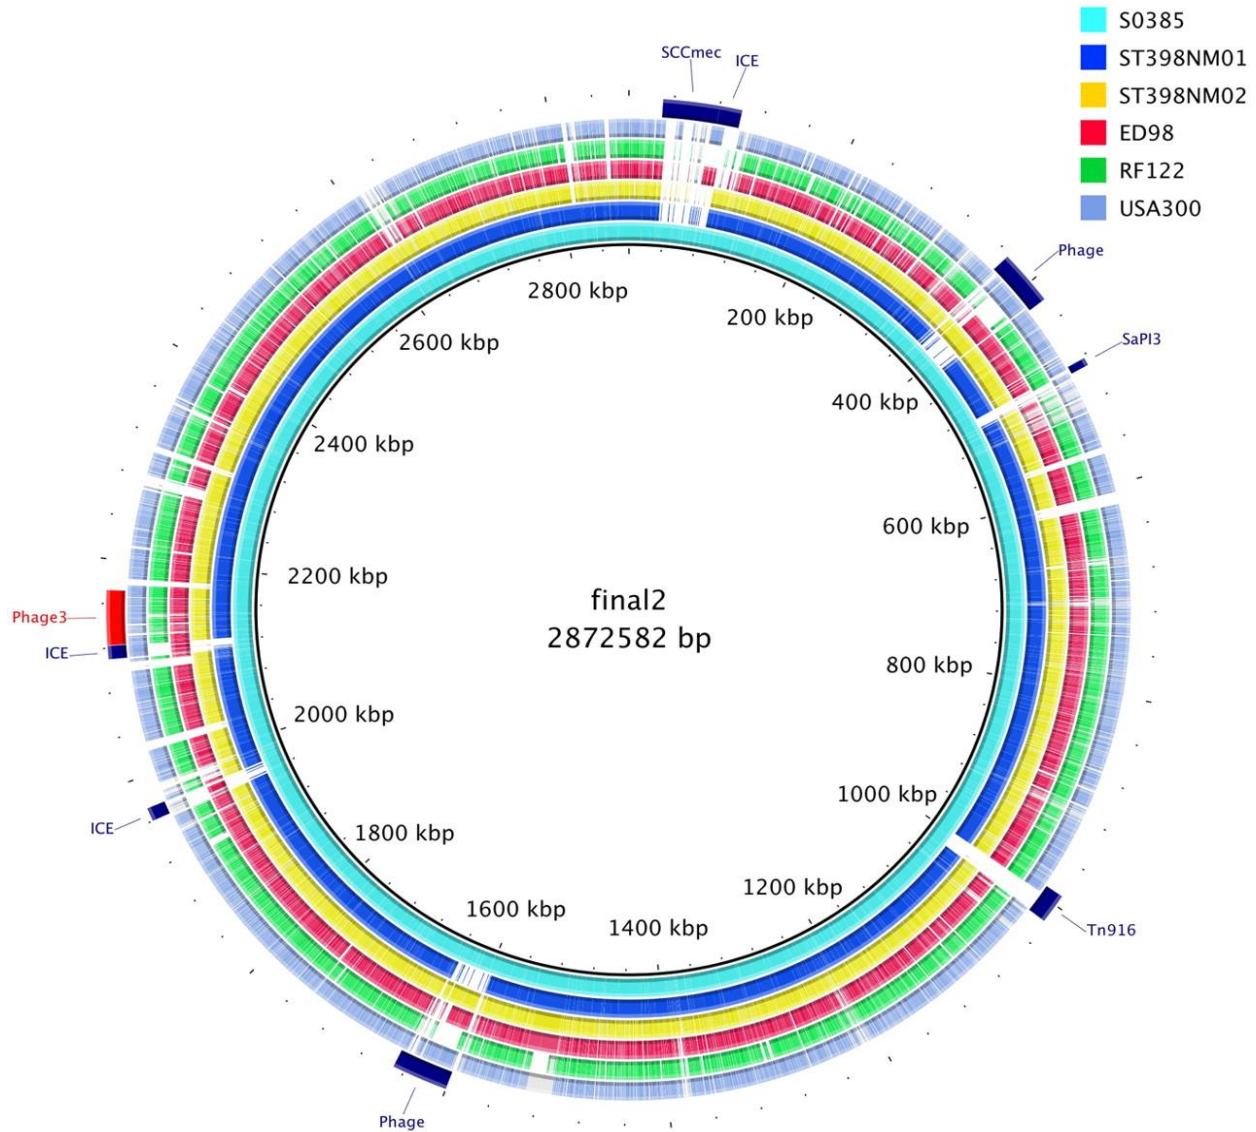 S0385
ST398NM01
ST398NM02
ED98
RF122
USA300
SCCmec
ICE
Phage
SaPI3
Tn916
Phage
ICE
ICE
Phage3
2800 kbp
200 kbp
2600 kbp
400 kbp
2400 kbp
600 kbp
2200 kbp
final2
2872582 bp
800 kbp
2000 kbp
1000 kbp
1800 kbp
1200 kbp
1600 kbp
1400 kbp